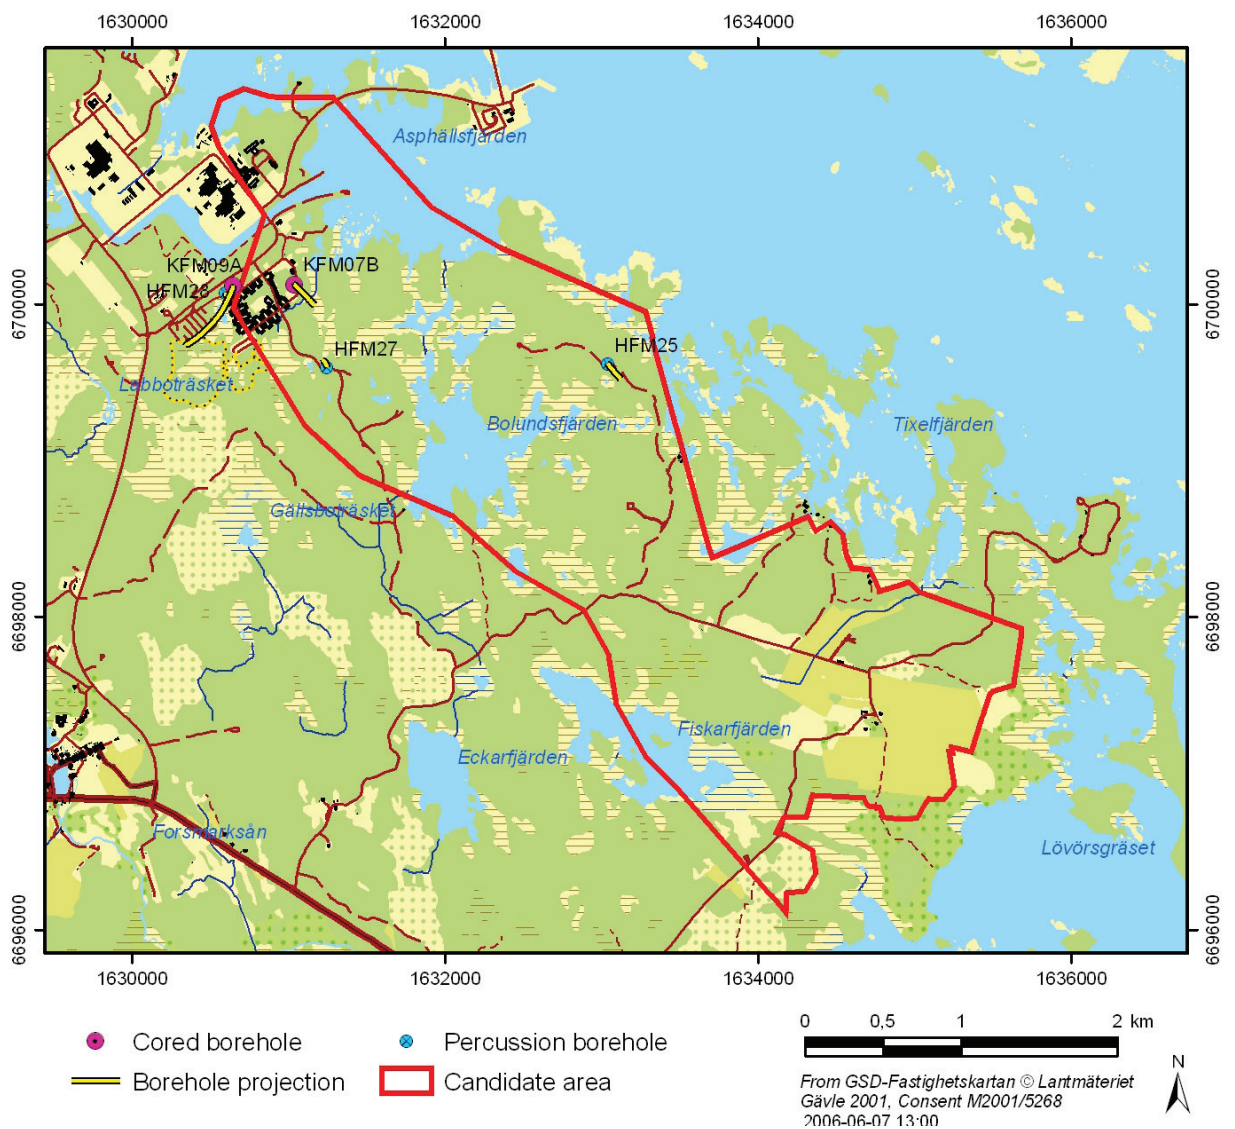 1630000 1632000 1634000 1636000
Asphällsfjärden
KFM09A KFM07B
HFM28
6700000 6700000
HFM27 HFM25
Labboträsket
Bolundsfjärden Tixelfjärden
Gällsboträsket
6698000 6698000
Fiskarfjärden
Eckarfjärden
Forsmarksån
Lövörsgräset
6696000 6696000
1630000 1632000 1634000 1636000
Cored borehole Percussion borehole
Borehole projection Candidate area
0 0,5 1 2 km
N
From GSD-Fastighetskartan © Lantmäteriet
Gävle 2001, Consent M2001/5268
2006-06-07 13:00